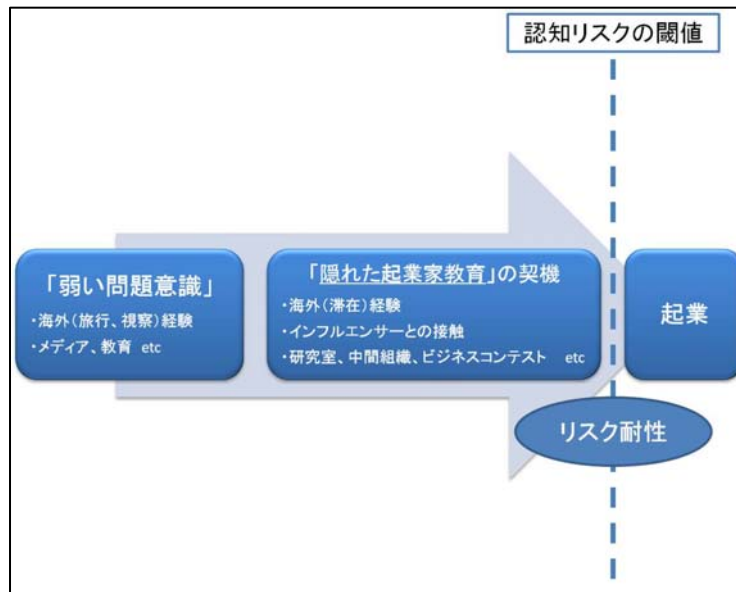 認知リスクの閾値
「弱い問題意識」
・海外(旅行、視察)経験
・メディア、教育 etc
「隠れた起業家教育」の契機
・海外(滞在)経験
・インフルエンサーとの接触
・研究室、中間組織、ビジネスコンテスト etc
起業
リスク耐性